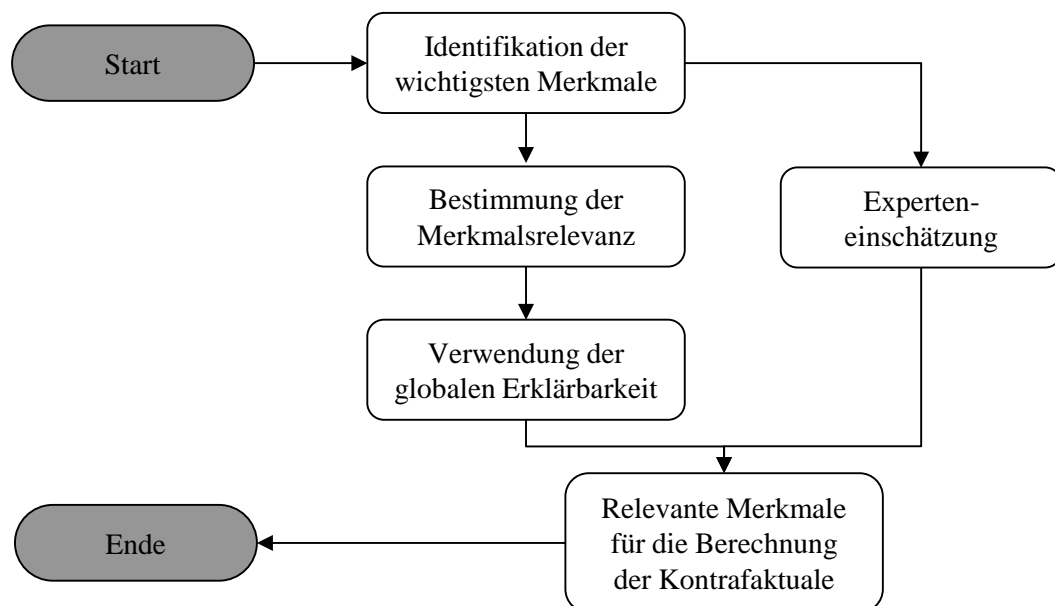 Start
Identifikation der
wichtigsten Merkmale
Bestimmung der
Merkmalsrelevanz
Experten-
einschätzung
Verwendung der
globalen Erklärbarkeit
Relevante Merkmale
für die Berechnung
der Kontrafaktuale
Ende